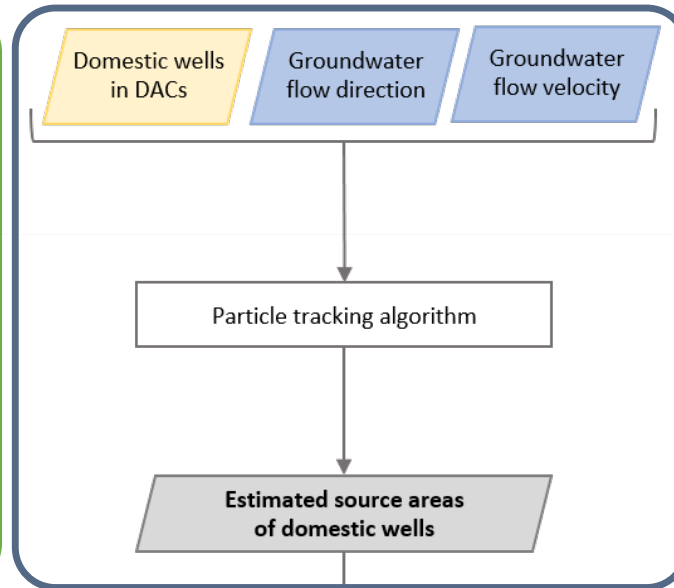 Domestic wells
in DACs
Groundwater
flow direction
Groundwater
flow velocity
Particle tracking algorithm
Estimated source areas
of domestic wells